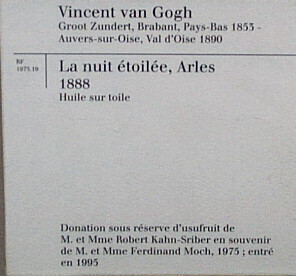 Vincent van Gogh
Groot Zundert, Brabant, Pays-Bas 1853 -
Auvers-sur-Oise, Val d'Oise 1890
RF
1975.19
La nuit étoilée, Arles
1888
Huile sur toile
Donation sous réserve d'usufruit de
M. et Mme Robert Kahn-Sriber en souvenir
de M. et Mme Ferdinand Moch, 1975 ; entré
en 1995